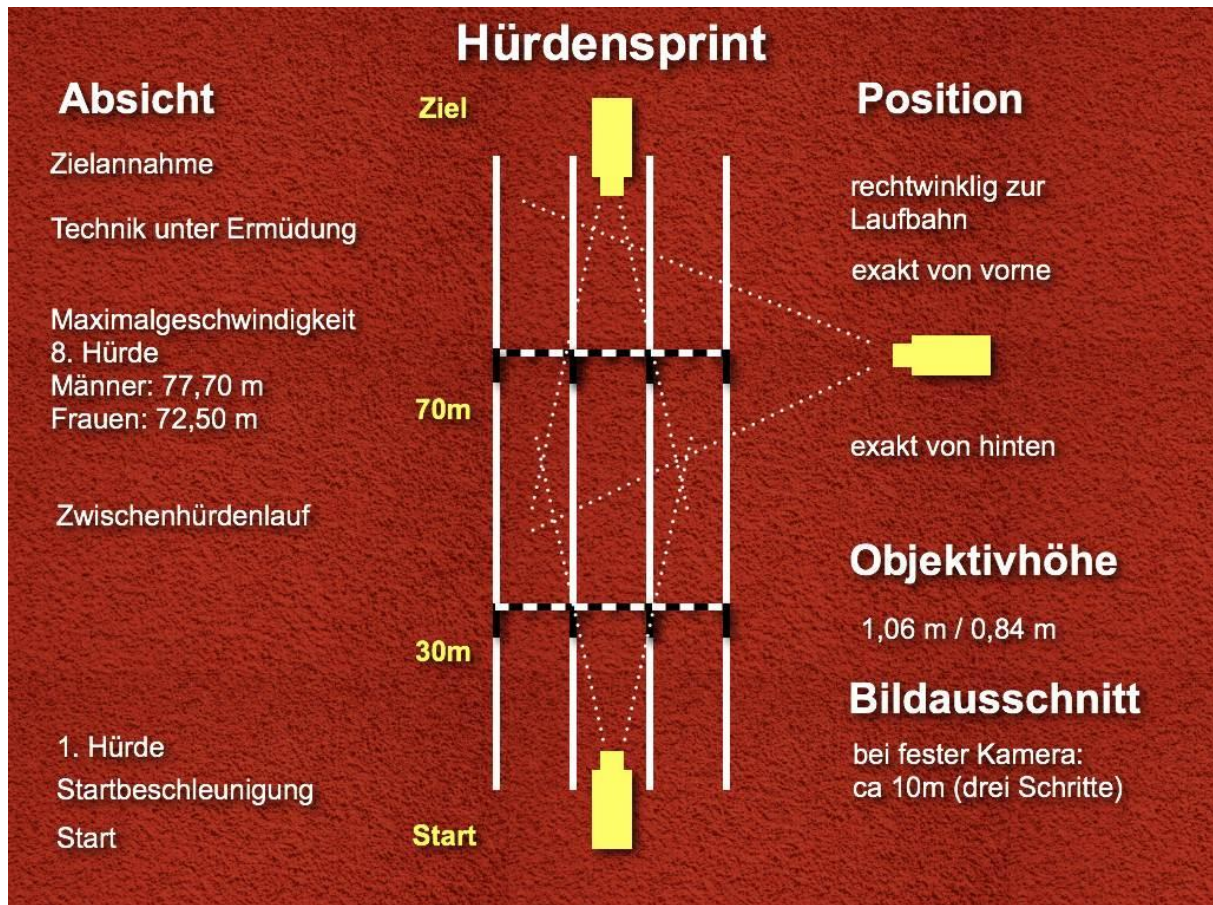 Hürdensprint
Absicht
Zielannahme
Technik unter Ermüdung
Maximalgeschwindigkeit
8. Hürde
Männer: 77,70 m
Frauen: 72,50 m
Zwischenhürdenlauf
1. Hürde
Startbeschleunigung
Start
Ziel
70m
30m
Start
Position
rechtwinklig zur
Laufbahn
exakt von vorne
exakt von hinten
Objektivhöhe
1,06 m / 0,84 m
Bildausschnitt
bei fester Kamera:
ca 10m (drei Schritte)